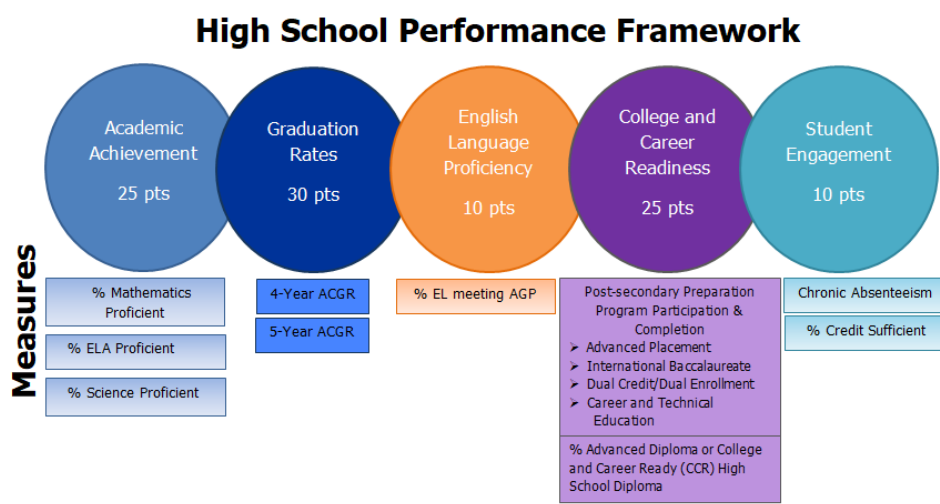 High School Performance Framework
Academic
Achievement
25 pts
Graduation
Rates
30 pts
English
Language
Proficiency
10 pts
College and
Career
Readiness
25 pts
Student
Engagement
10 pts
Measures
% Mathematics
Proficient
% ELA Proficient
% Science Proficient
4-Year ACGR
5-Year ACGR
% EL meeting AGP
Post-secondary Preparation
Program Participation &
Completion
➢ Advanced Placement
➢ International Baccalaureate
➢ Dual Credit/Dual Enrollment
➢ Career and Technical
Education
% Advanced Diploma or College
and Career Ready (CCR) High
School Diploma
Chronic Absenteeism
% Credit Sufficient